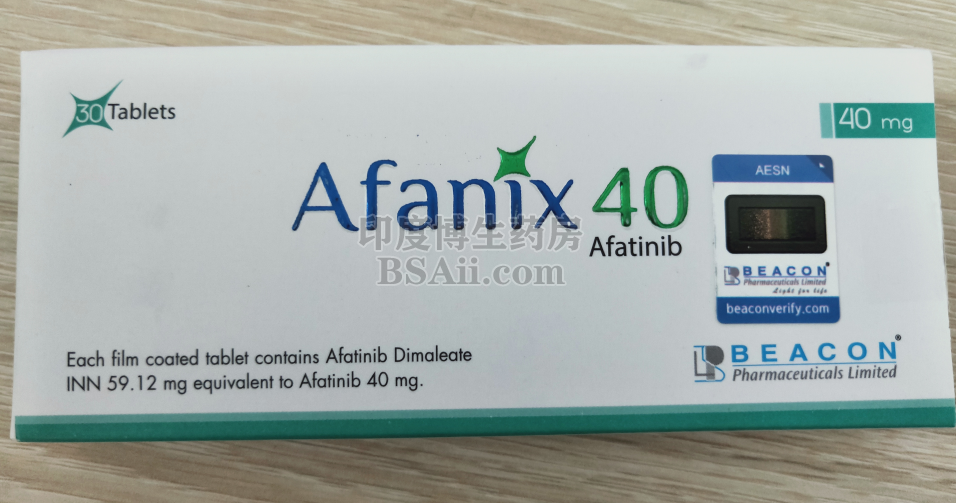 30 Tablets
40 mg
AESN
Afanix 40
Afatinib
印度博生药房
BSAii.com
BEACON
Pharmaceuticals Limited
Light for life
beaconverify.com
Each film coated tablet contains Afatinib Dimaleate
INN 59.12 mg equivalent to Afatinib 40 mg.
BEACON®
Pharmaceuticals Limited